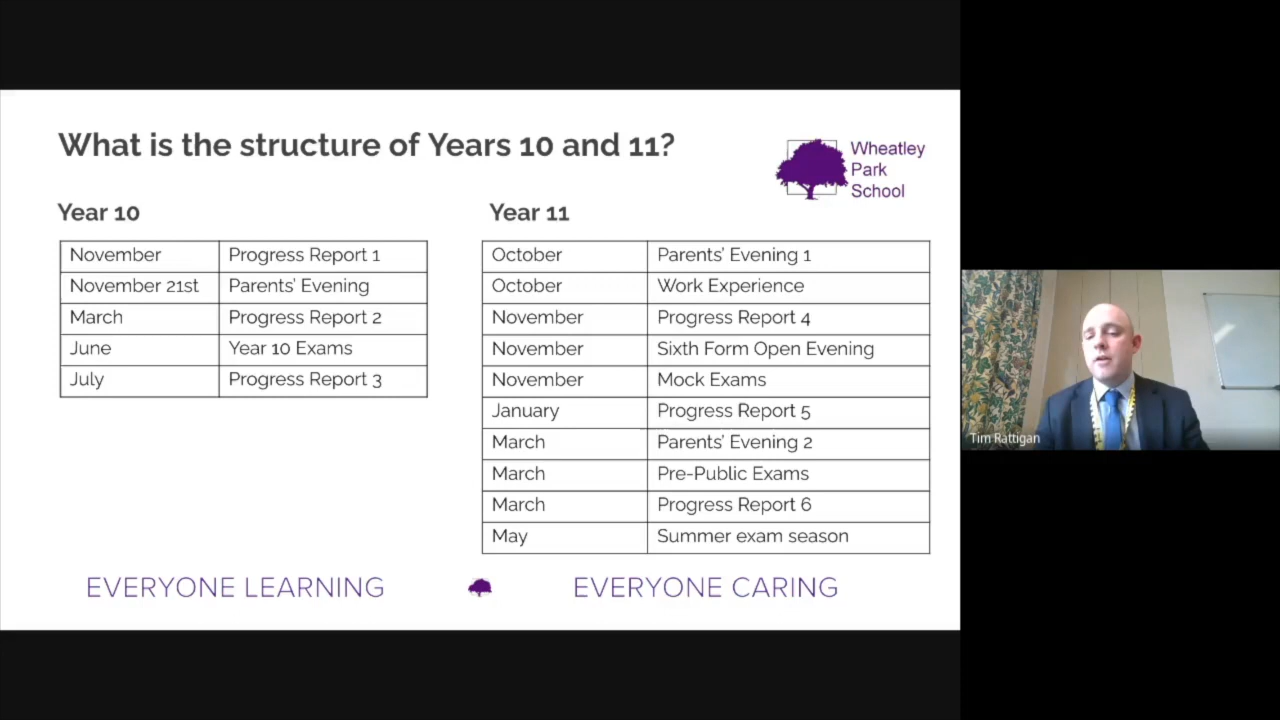 What is the structure of Years 10 and 11?
Wheatley
Park
School
Year 10
November Progress Report 1
November 21st Parents' Evening
March Progress Report 2
June Year 10 Exams
July Progress Report 3
Year 11
October Parents' Evening 1
October Work Experience
November Progress Report 4
November Sixth Form Open Evening
November Mock Exams
January Progress Report 5
March Parents' Evening 2
March Pre-Public Exams
March Progress Report 6
May Summer exam season
EVERYONE LEARNING EVERYONE CARING
Tim Rattigan